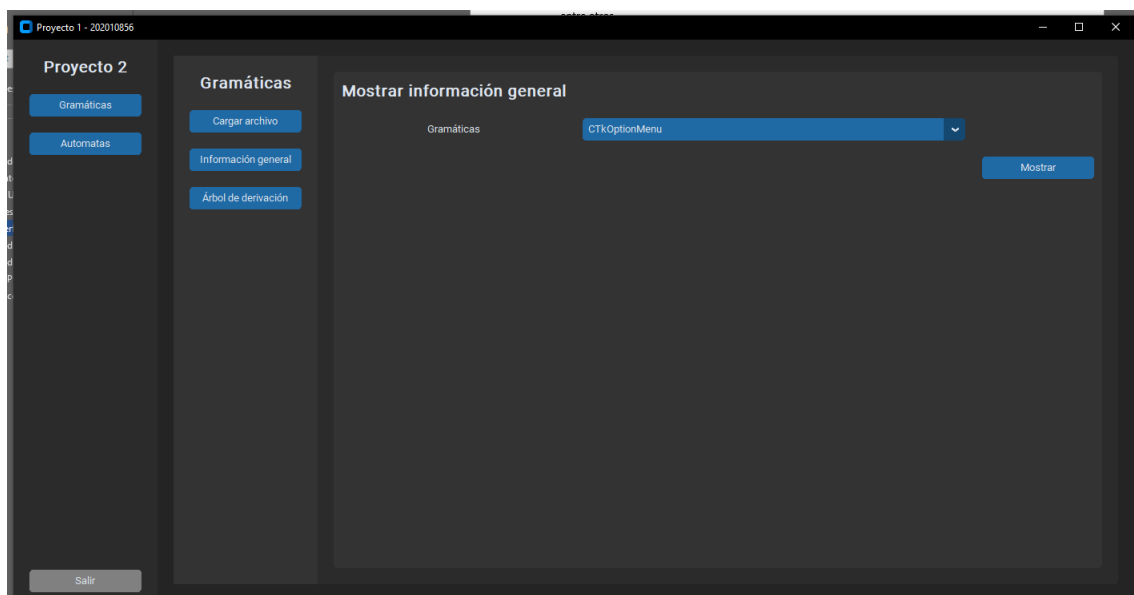 Proyecto 1 - 202010856
Proyecto 2
Gramáticas
Automatas
Salir
Gramáticas
Cargar archivo
Información general
Árbol de derivación
Mostrar información general
Gramáticas
CTkOptionMenu
Mostrar